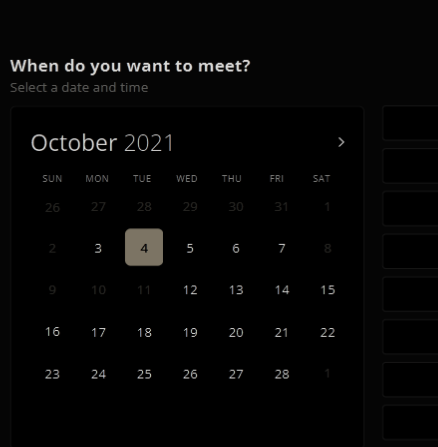 When do you want to meet?
Select a date and time
October 2021 >
SUN MON TUE WED THU FRI SAT
26 27 28 29 30 31 1
2 3 4 5 6 7 8
9 10 11 12 13 14 15
16 17 18 19 20 21 22
23 24 25 26 27 28 1